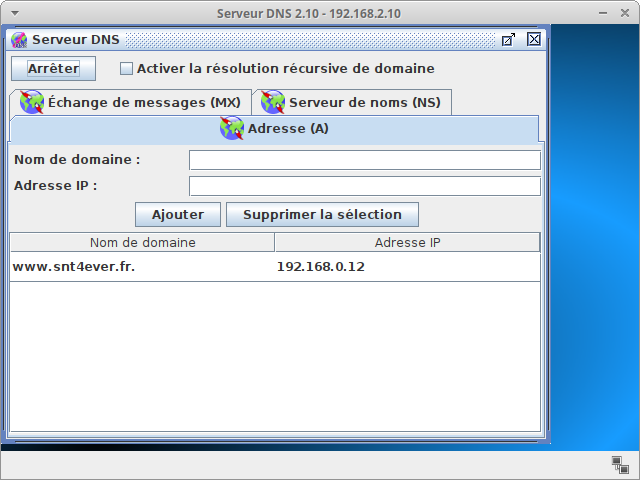 Serveur DNS 2.10 - 192.168.2.10
Serveur DNS
Arrêter
Activer la résolution récursive de domaine
Échange de messages (MX)
Serveur de noms (NS)
Adresse (A)
Nom de domaine :
Adresse IP :
Ajouter
Supprimer la sélection
Nom de domaine
Adresse IP
www.snt4ever.fr.
192.168.0.12